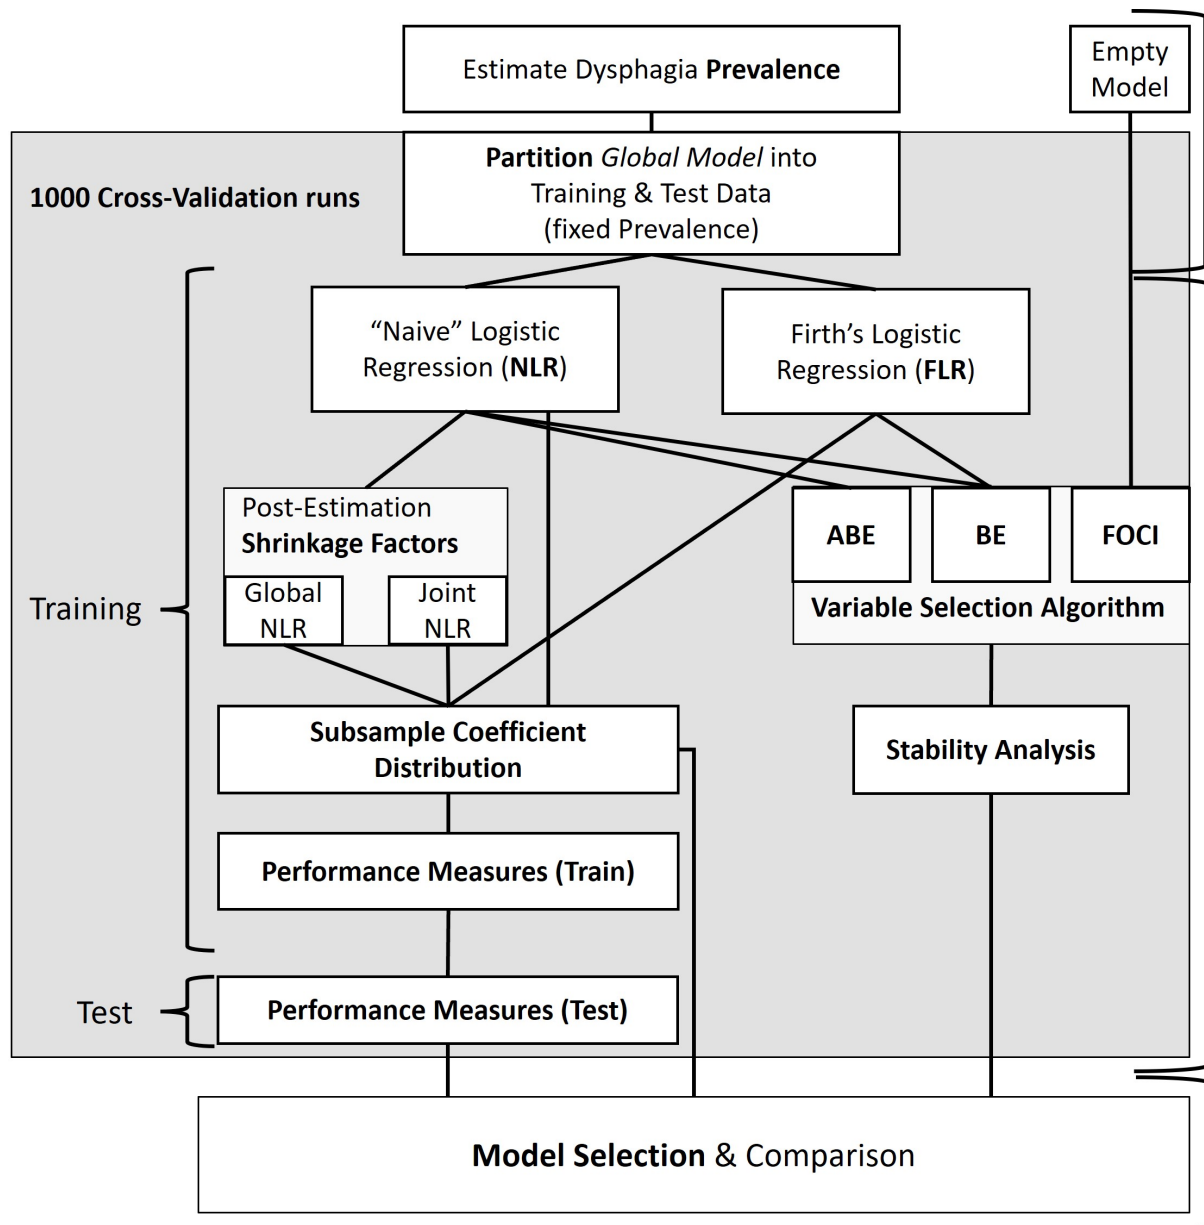 Estimate Dysphagia Prevalence
Empty
Model
Partition Global Model into
Training & Test Data
(fixed Prevalence)
1000 Cross-Validation runs
“Naive” Logistic
Regression (NLR)
Firth’s Logistic
Regression (FLR)
Post-Estimation
Shrinkage Factors
Global
NLR
Joint
NLR
ABE
BE
FOCI
Variable Selection Algorithm
Training
Subsample Coefficient
Distribution
Stability Analysis
Performance Measures (Train)
Test
Performance Measures (Test)
Model Selection & Comparison